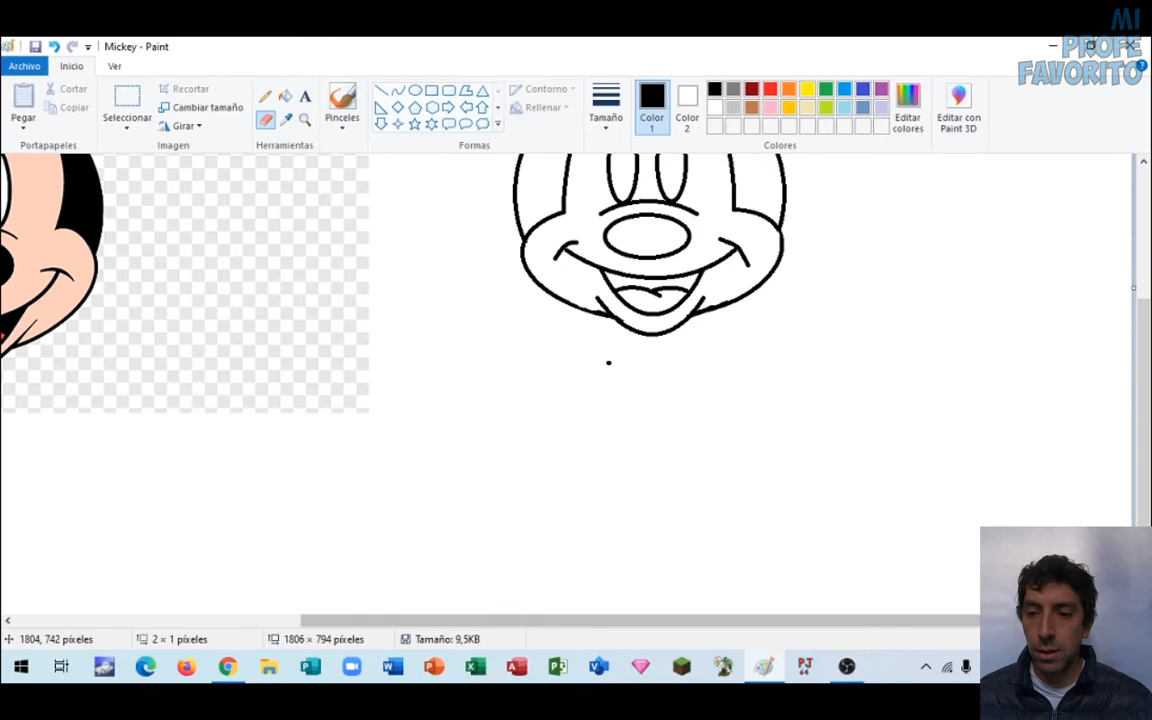 MI
PROFE
FAVORITO
Mickey - Paint
Archivo Inicio Ver
Pegar
Cortar
Copiar
Portapapeles
Seleccionar
Recortar
Cambiar tamaño
Girar
Imagen
A
Herramientas
Pinceles
Contorno
Rellenar
Formas
Tamaño
Color
1
Color
2
Editar
colores
Colores
Editar con
Paint 3D
1804, 742 píxeles
2 × 1 píxeles
1806 × 794 píxeles
Tamaño: 9,5KB